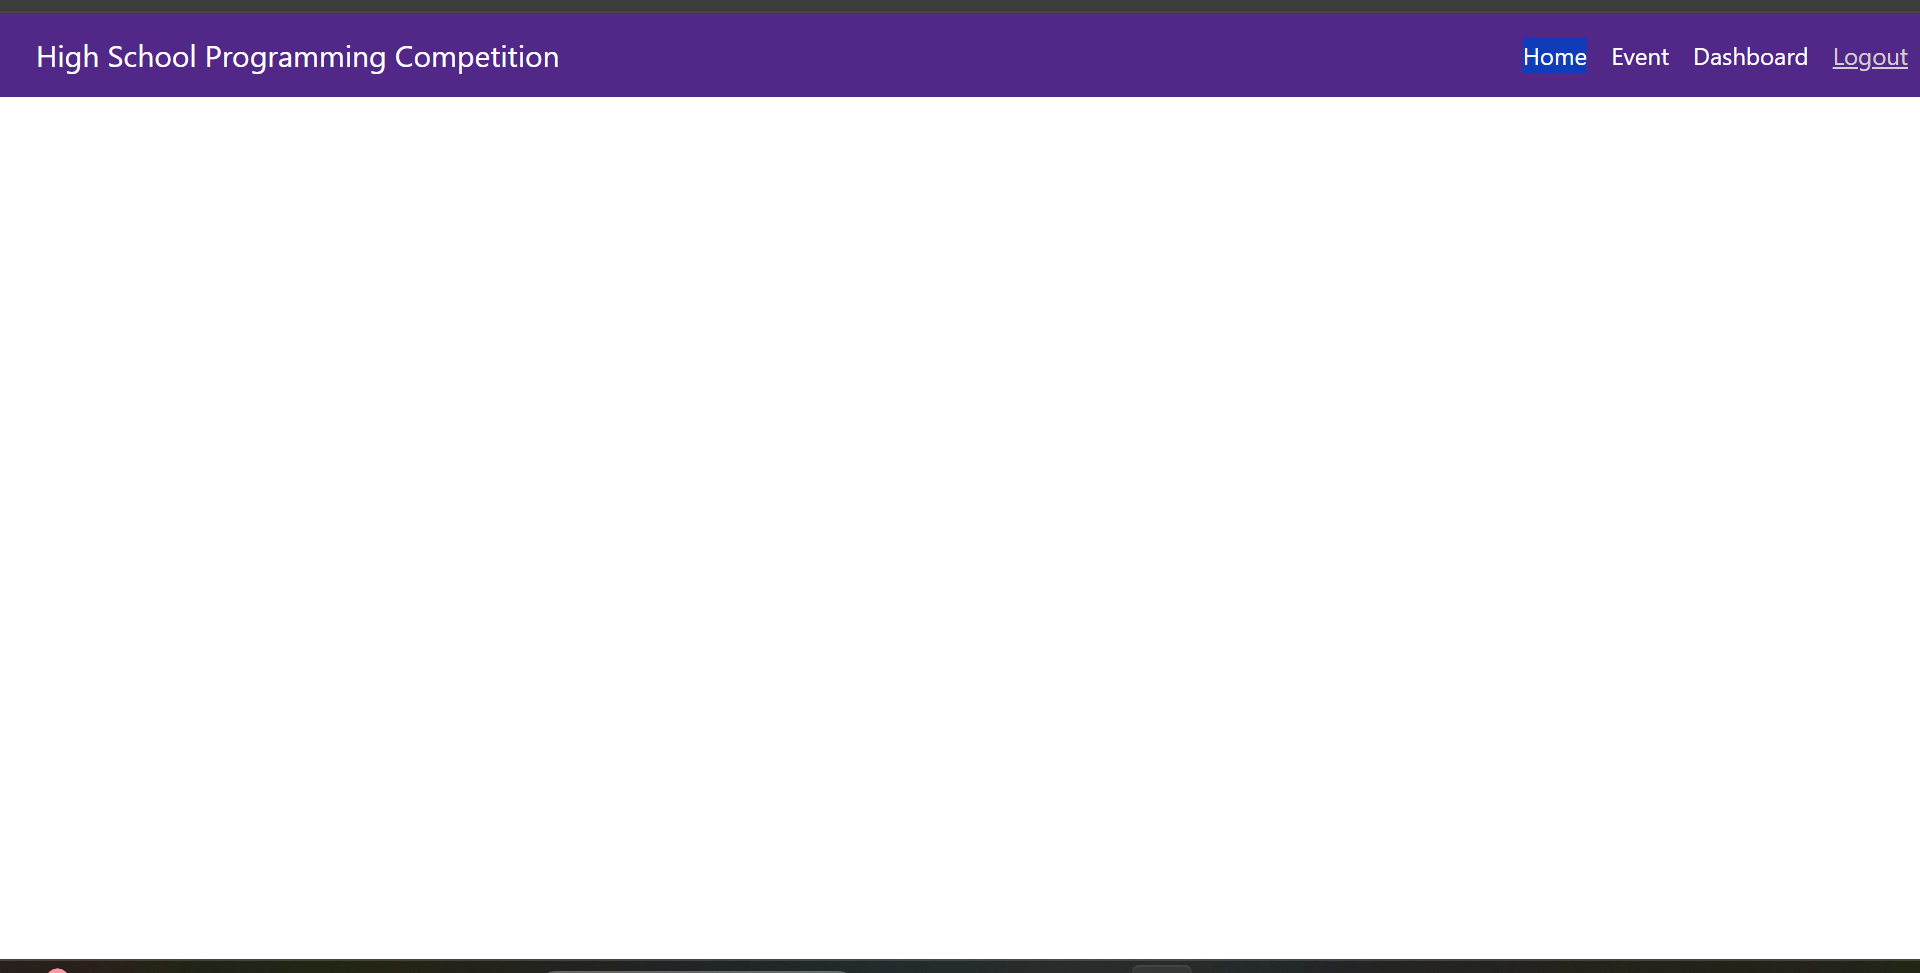 High School Programming Competition
Home Event Dashboard Logout